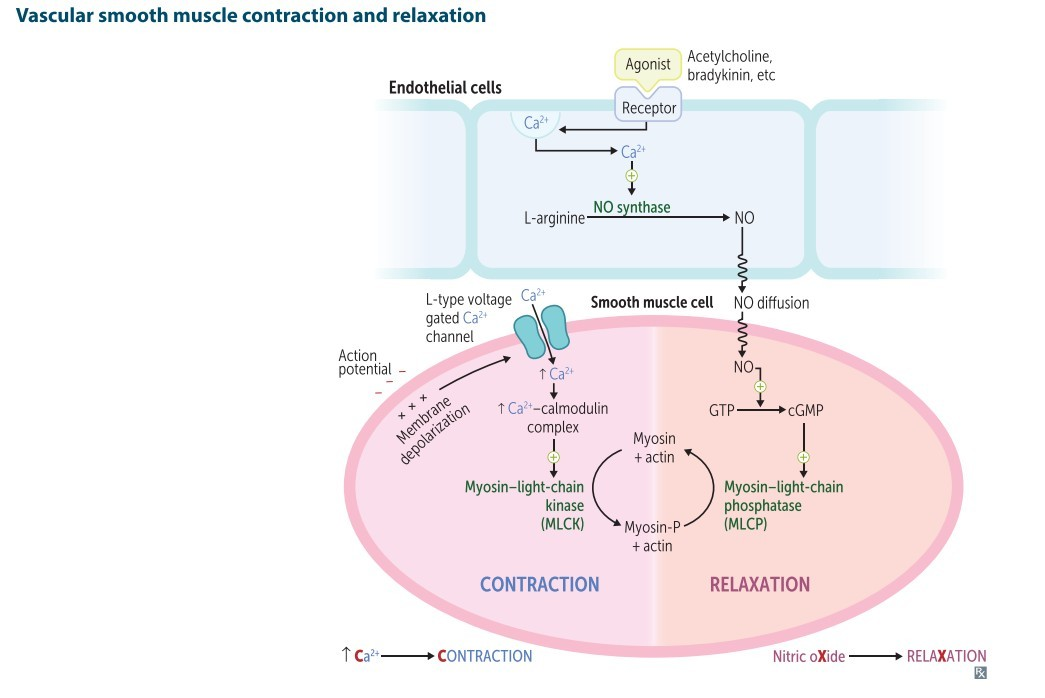 Vascular smooth muscle contraction and relaxation
Agonist
Acetylcholine,
bradykinin, etc
Endothelial cells
Receptor
Ca²⁺
Ca²⁺
+
NO synthase
L-arginine
NO
L-type voltage
gated Ca²⁺
channel
Ca²⁺
Smooth muscle cell
NO diffusion
Action
potential
– – –
+ + +
Membrane
depolarization
↑ Ca²⁺
↑ Ca²⁺–calmodulin
complex
+
Myosin–light-chain
kinase
(MLCK)
Myosin
+ actin
Myosin-P
+ actin
NO
+
GTP
cGMP
+
Myosin–light-chain
phosphatase
(MLCP)
CONTRACTION
RELAXATION
↑ Ca²⁺ → CONTRACTION
Nitric oXide → RELAXATION
Rx